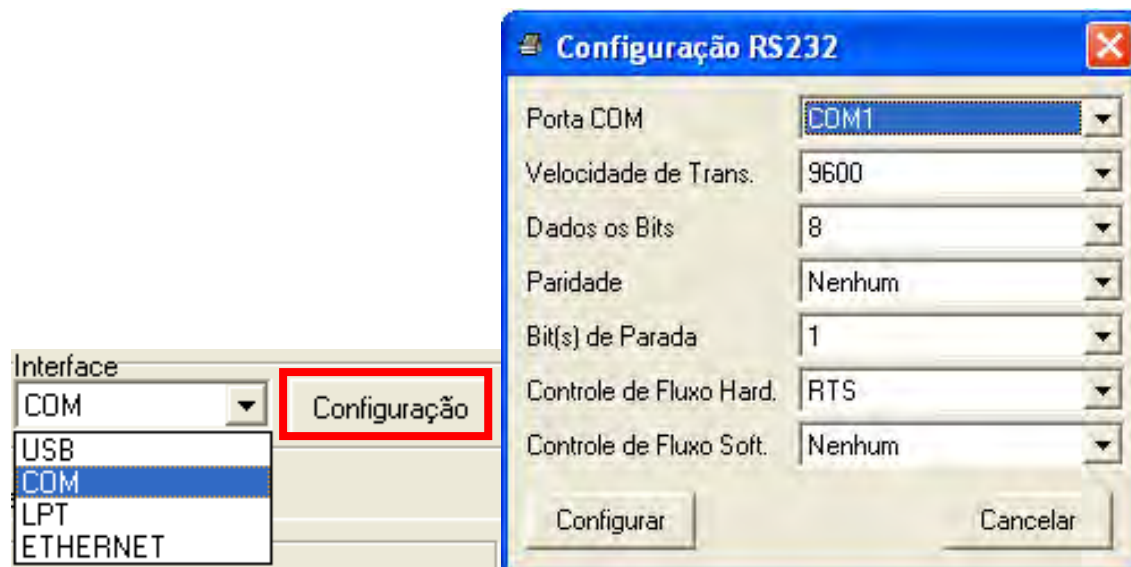 Interface
COM
Configuração
USB
COM
LPT
ETHERNET
Configuração RS232
Porta COM COM1
Velocidade de Trans. 9600
Dados os Bits 8
Paridade Nenhum
Bit(s) de Parada 1
Controle de Fluxo Hard. RTS
Controle de Fluxo Soft. Nenhum
Configurar Cancelar